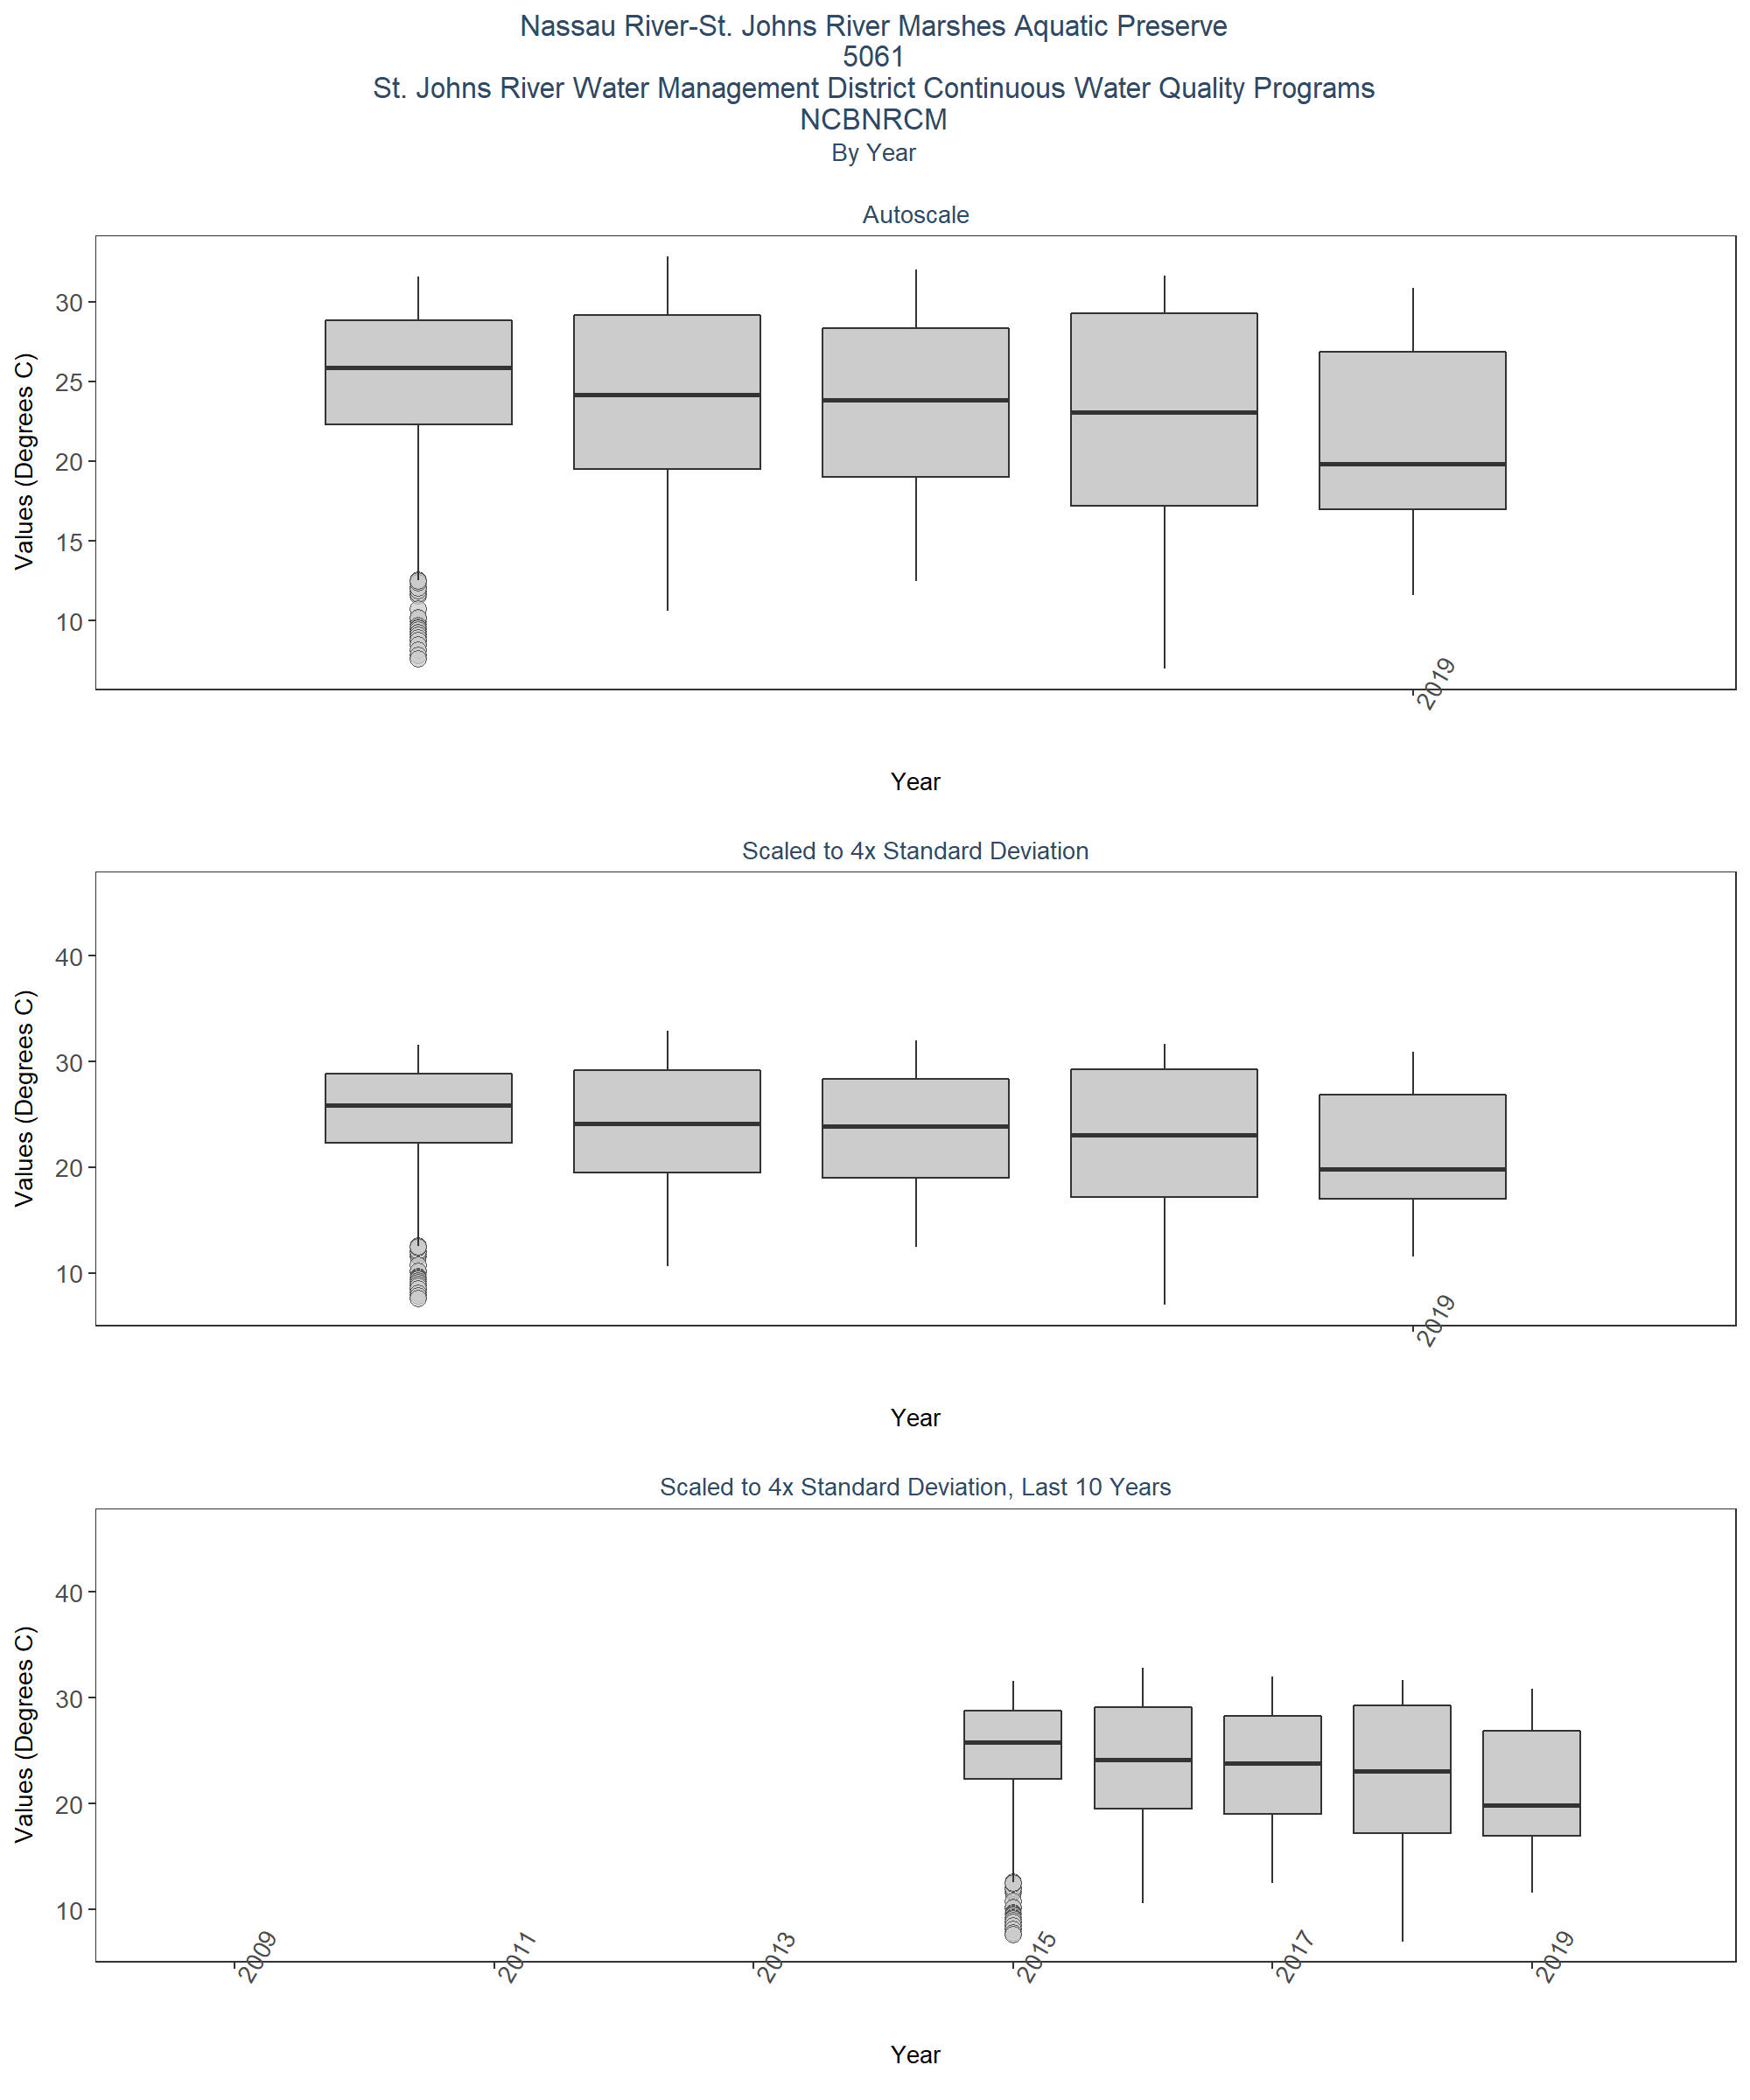 Nassau River-St. Johns River Marshes Aquatic Preserve
5061
St. Johns River Water Management District Continuous Water Quality Programs
NCBNRCM
By Year
Autoscale
Values (Degrees C)
30
25
20
15
10
2019
Year
Scaled to 4x Standard Deviation
Values (Degrees C)
40
30
20
10
2019
Year
Scaled to 4x Standard Deviation, Last 10 Years
Values (Degrees C)
40
30
20
10
2009
2011
2013
2015
2017
2019
Year